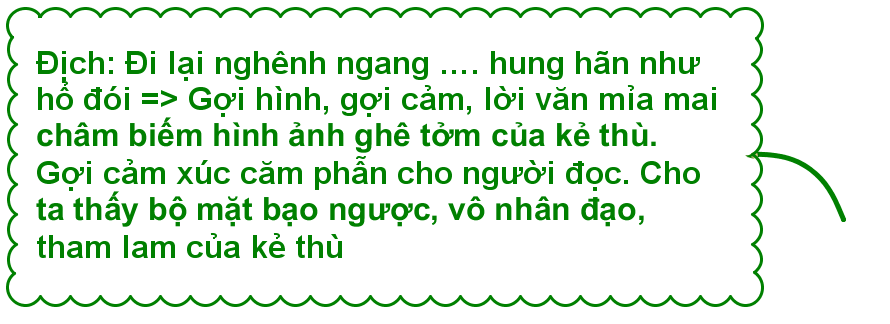 Địch: Đi lại nghênh ngang .... hung hãn như
hổ đói => Gợi hình, gợi cảm, lời văn mỉa mai
châm biếm hình ảnh ghê tởm của kẻ thù.
Gợi cảm xúc căm phẫn cho người đọc. Cho
ta thấy bộ mặt bạo ngược, vô nhân đạo,
tham lam của kẻ thù